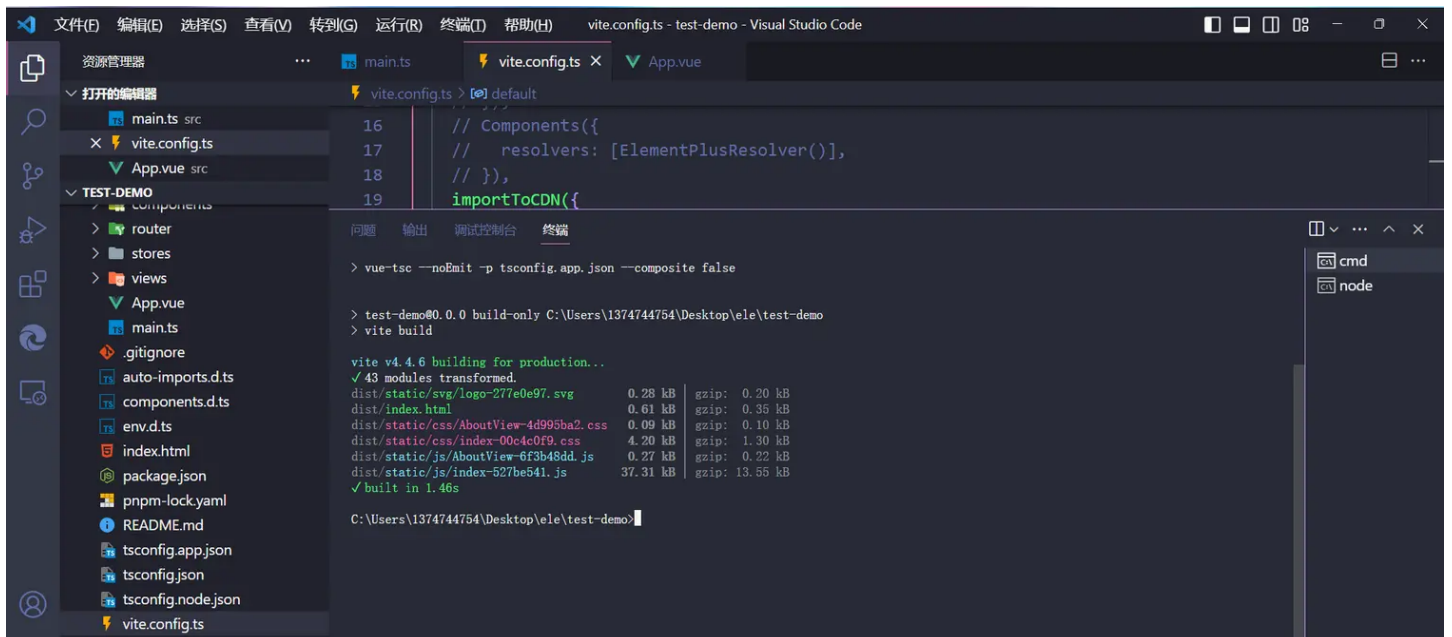 文件(F) 编辑(E) 选择(S) 查看(V) 转到(G) 运行(R) 终端(T) 帮助(H) vite.config.ts - test-demo - Visual Studio Code
资源管理器 ···
打开的编辑器
main.ts src
vite.config.ts
App.vue src
TEST-DEMO
components
router
stores
views
App.vue
main.ts
.gitignore
auto-imports.d.ts
components.d.ts
env.d.ts
index.html
package.json
pnpm-lock.yaml
README.md
tsconfig.app.json
tsconfig.json
tsconfig.node.json
vite.config.ts
main.ts vite.config.ts App.vue
vite.config.ts > default
16 // Components({
17 //   resolvers: [ElementPlusResolver()],
18 // }),
19 importToCDN({
问题 输出 调试控制台 终端
> vue-tsc --noEmit -p tsconfig.app.json --composite false
> test-demo@0.0.0 build-only C:\Users\1374744754\Desktop\ele\test-demo
> vite build
vite v4.4.6 building for production...
✓ 43 modules transformed.
dist/static/svg/logo-277e0e97.svg 0.28 kB │ gzip: 0.20 kB
dist/index.html 0.61 kB │ gzip: 0.35 kB
dist/static/css/AboutView-4d995ba2.css 0.09 kB │ gzip: 0.10 kB
dist/static/css/index-00c4c0f9.css 4.20 kB │ gzip: 1.30 kB
dist/static/js/AboutView-6f3b48dd.js 0.27 kB │ gzip: 0.22 kB
dist/static/js/index-527be541.js 37.31 kB │ gzip: 13.55 kB
✓ built in 1.46s
C:\Users\1374744754\Desktop\ele\test-demo>
cmd
node